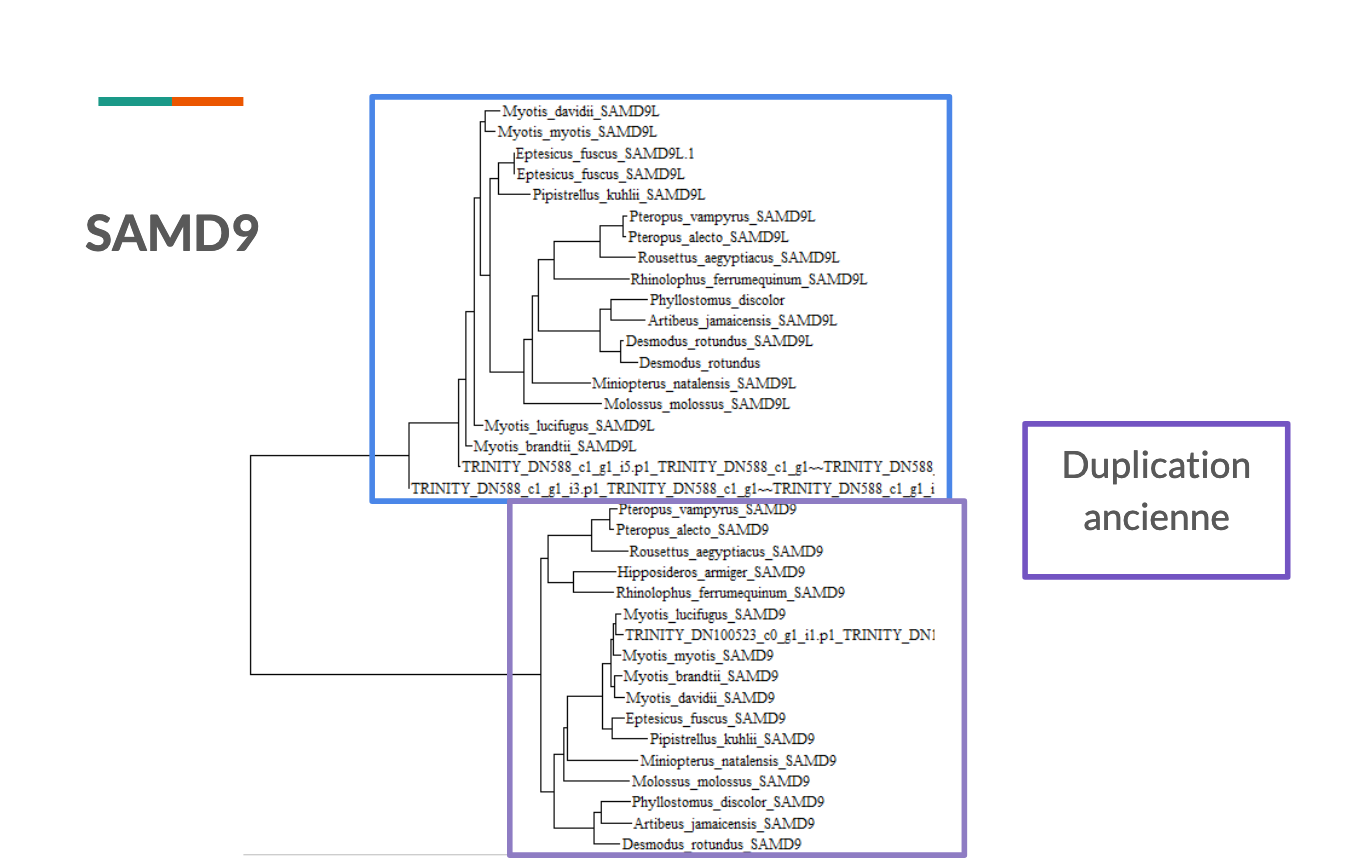 SAMD9
Myotis_davidii_SAMD9L
Myotis_myotis_SAMD9L
Eptesicus_fuscus_SAMD9L.1
Eptesicus_fuscus_SAMD9L
Pipistrellus_kuhlii_SAMD9L
Pteropus_vampyrus_SAMD9L
Pteropus_alecto_SAMD9L
Rousettus_aegyptiacus_SAMD9L
Rhinolophus_ferrumequinum_SAMD9L
Phyllostomus_discolor
Artibeus_jamaicensis_SAMD9L
Desmodus_rotundus_SAMD9L
Desmodus_rotundus
Miniopterus_natalensis_SAMD9L
Molossus_molossus_SAMD9L
Myotis_lucifugus_SAMD9L
Myotis_brandtii_SAMD9L
TRINITY_DN588_c1_g1_i5.p1_TRINITY_DN588_c1_g1~~TRINITY_DN588_
TRINITY_DN588_c1_g1_i3.p1_TRINITY_DN588_c1_g1~~TRINITY_DN588_c1_g1_i
Pteropus_vampyrus_SAMD9
Pteropus_alecto_SAMD9
Rousettus_aegyptiacus_SAMD9
Hipposideros_armiger_SAMD9
Rhinolophus_ferrumequinum_SAMD9
Myotis_lucifugus_SAMD9
TRINITY_DN100523_c0_g1_i1.p1_TRINITY_DN1
Myotis_myotis_SAMD9
Myotis_brandtii_SAMD9
Myotis_davidii_SAMD9
Eptesicus_fuscus_SAMD9
Pipistrellus_kuhlii_SAMD9
Miniopterus_natalensis_SAMD9
Molossus_molossus_SAMD9
Phyllostomus_discolor_SAMD9
Artibeus_jamaicensis_SAMD9
Desmodus_rotundus_SAMD9
Duplication
ancienne